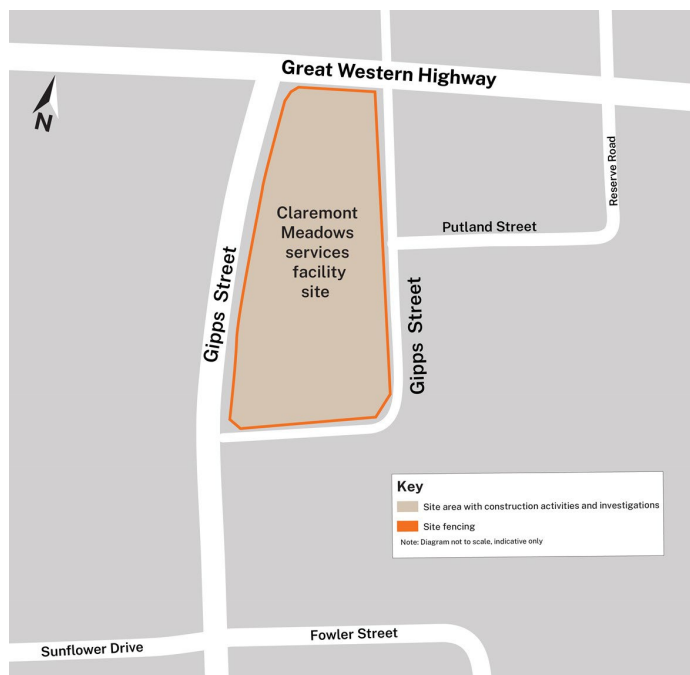 Great Western Highway
N
Reserve Road
Claremont
Meadows
services
facility
site
Putland Street
Gipps Street
Gipps Street
Key
Site area with construction activities and investigations
Site fencing
Note: Diagram not to scale, indicative only
Fowler Street
Sunflower Drive